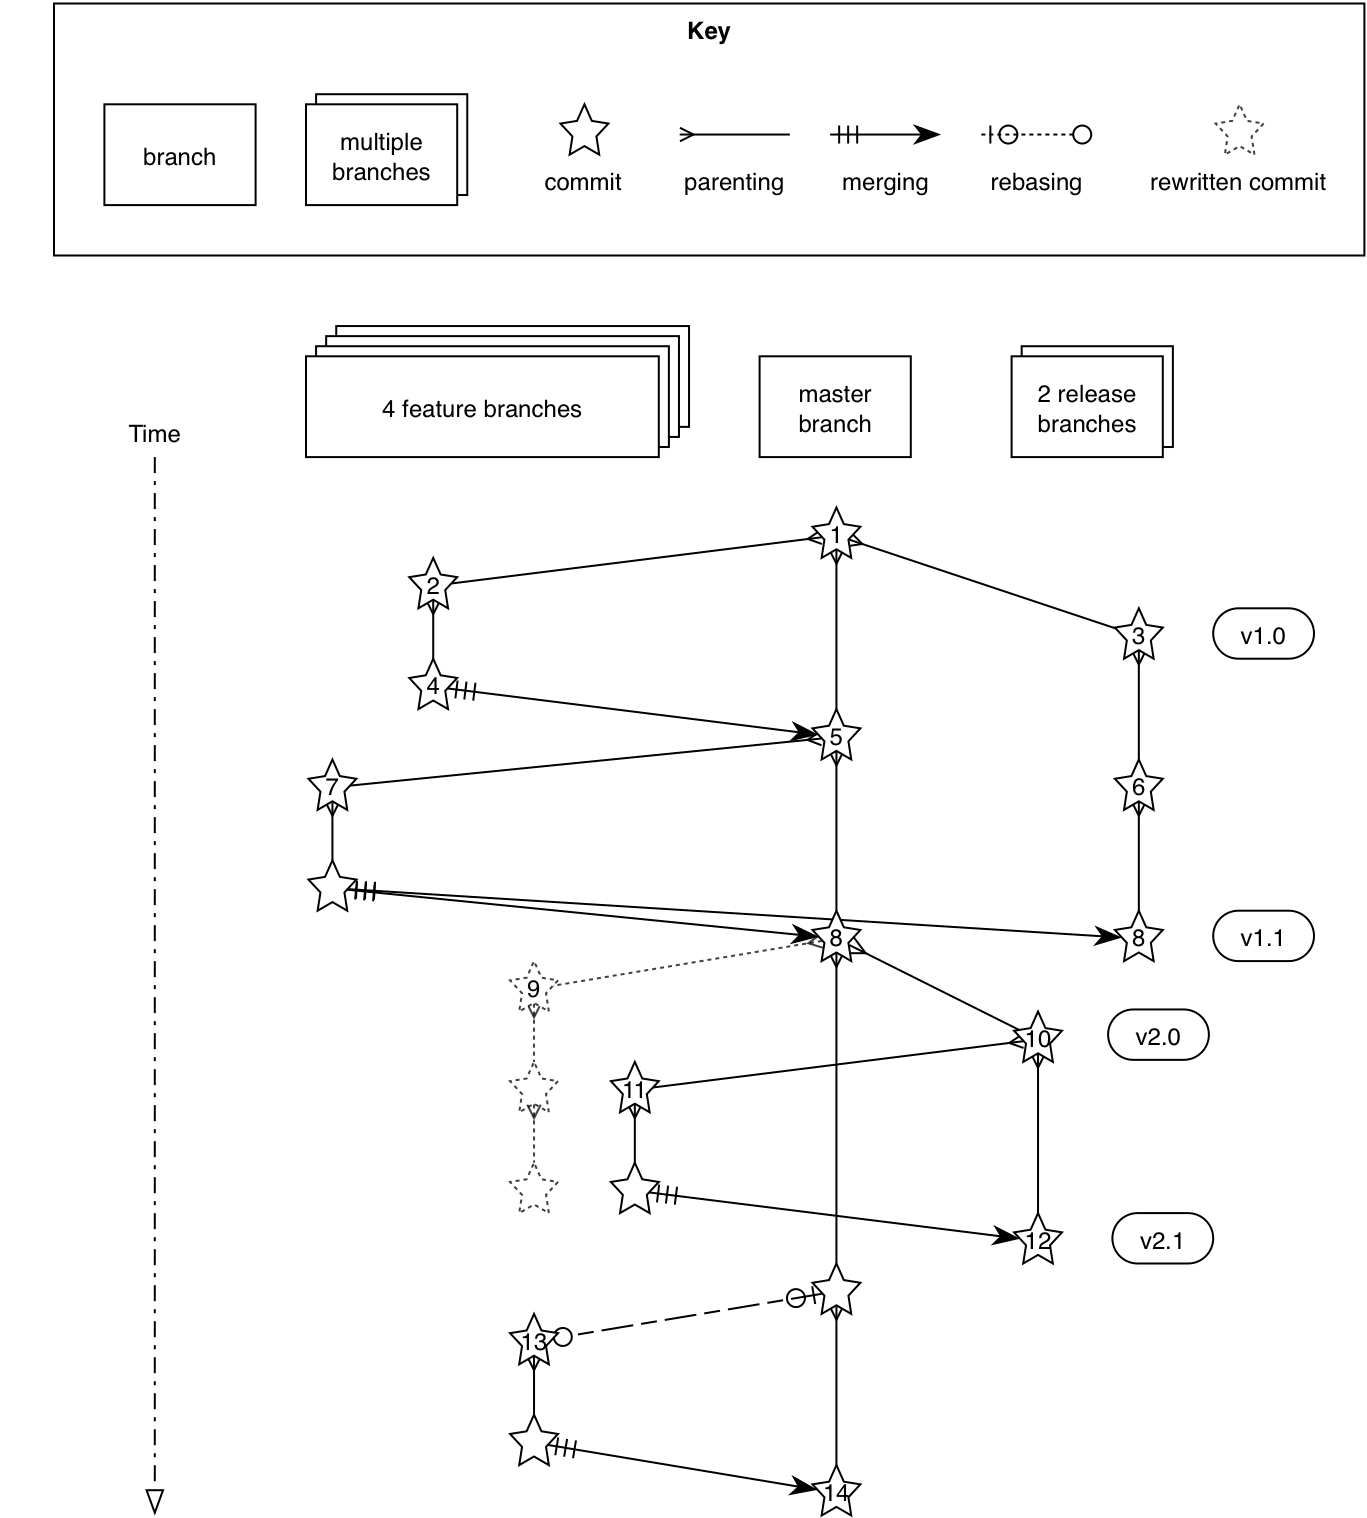 Key
branch
multiple
branches
commit
parenting
merging
rebasing
rewritten commit
4 feature branches
master
branch
2 release
branches
Time
1
2
3
v1.0
4
5
7
6
8
8
v1.1
9
10
v2.0
11
12
v2.1
13
14